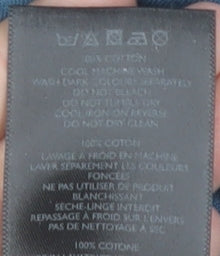 100% COTTON
COOL MACHINE WASH
WASH DARK COLOURS SEPARATELY
DO NOT BLEACH
DO NOT TUMBLE DRY
COOL IRON ON REVERSE
DO NOT DRY CLEAN
100% COTON
LAVAGE A FROID EN MACHINE
LAVER SEPAREMENT LES COULEURS
FONCEES
NE PAS UTILISER DE PRODUIT
BLANCHISSANT
SECHE-LINGE INTERDIT
REPASSAGE A FROID SUR L'ENVERS
PAS DE NETTOYAGE A SEC
100% COTONE